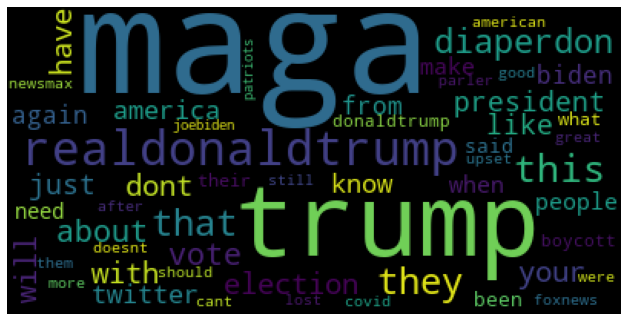 maga
american
have
diaperdon
make
newsmax
patriots
parler
good
biden
america
from
president
again
joebiden
donaldtrump
like
what
realdonaldtrump
said
great
upset
this
just
dont
their
still
know
when
people
trump
need
after
about
that
boycott
will
doesnt
vote
them
with
should
they
your
were
more
twitter
cant
election
lost
covid
been
foxnews